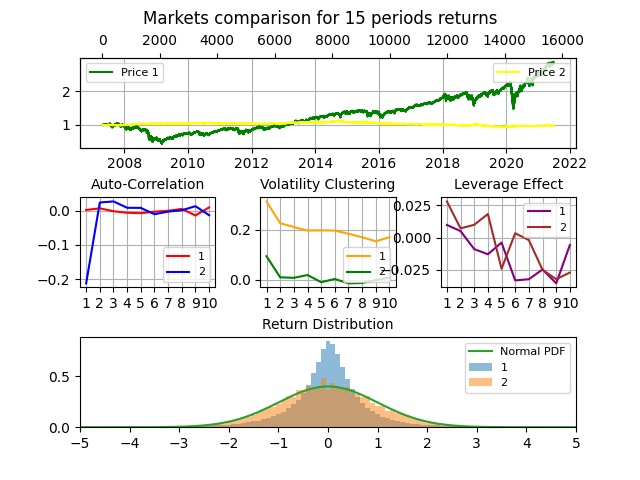 Markets comparison for 15 periods returns
0 2000 4000 6000 8000 10000 12000 14000 16000
Price 1
Price 2
2
1
2008 2010 2012 2014 2016 2018 2020 2022
Auto-Correlation
0.0
−0.1
−0.2
1
2
1 2 3 4 5 6 7 8 9 10
Volatility Clustering
0.2
0.0
1
2
1 2 3 4 5 6 7 8 9 10
Leverage Effect
0.025
0.000
−0.025
1
2
1 2 3 4 5 6 7 8 9 10
Return Distribution
0.5
0.0
Normal PDF
1
2
−5 −4 −3 −2 −1 0 1 2 3 4 5